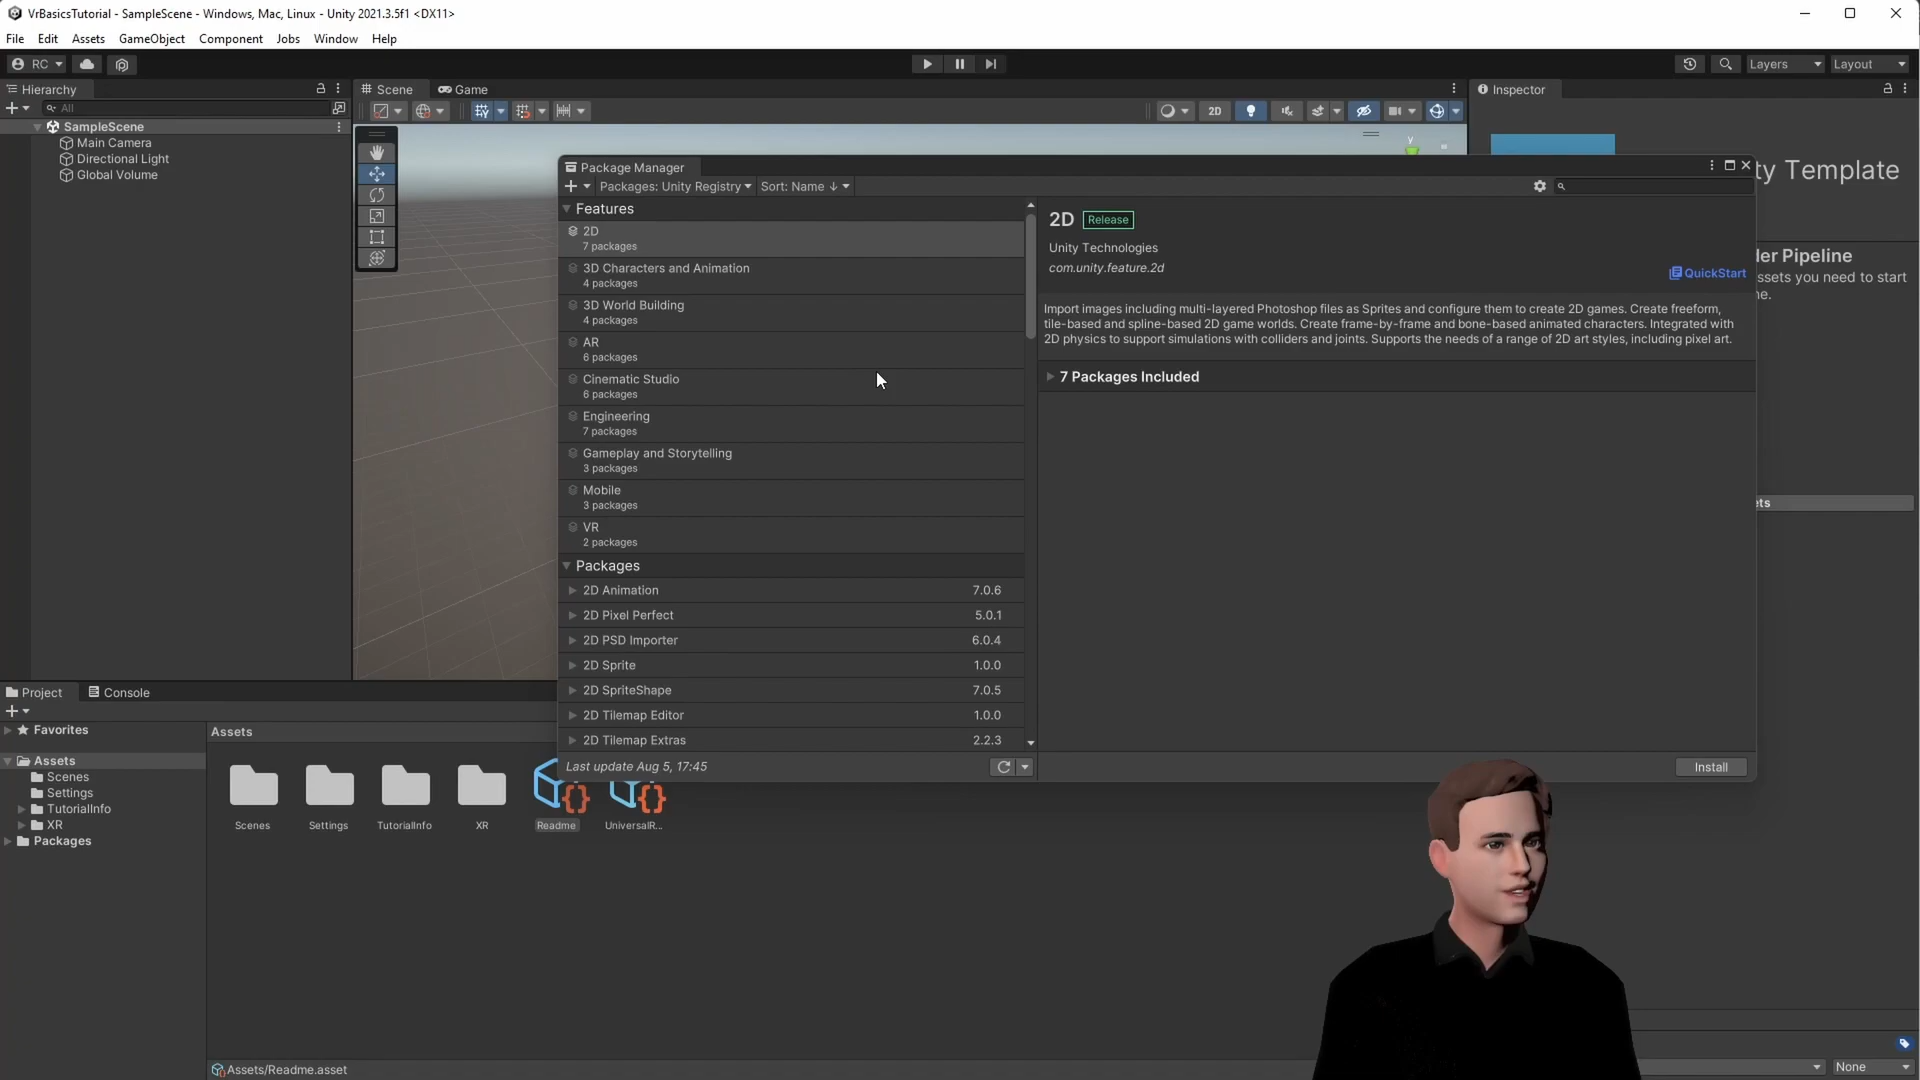 VrBasicsTutorial - SampleScene - Windows, Mac, Linux - Unity 2021.3.5f1 <DX11>
File Edit Assets GameObject Component Jobs Window Help
RC
Layers Layout
Hierarchy
All
SampleScene
Main Camera
Directional Light
Global Volume
Scene Game
2D
y
Inspector
ty Template
ler Pipeline
ssets you need to start
ne.
ets
Package Manager
Packages: Unity Registry Sort: Name ↓
Features
2D
7 packages
3D Characters and Animation
4 packages
3D World Building
4 packages
AR
6 packages
Cinematic Studio
6 packages
Engineering
7 packages
Gameplay and Storytelling
3 packages
Mobile
3 packages
VR
2 packages
Packages
2D Animation 7.0.6
2D Pixel Perfect 5.0.1
2D PSD Importer 6.0.4
2D Sprite 1.0.0
2D SpriteShape 7.0.5
2D Tilemap Editor 1.0.0
2D Tilemap Extras 2.2.3
Last update Aug 5, 17:45
2D Release
Unity Technologies
com.unity.feature.2d
QuickStart
Import images including multi-layered Photoshop files as Sprites and configure them to create 2D games. Create freeform,
tile-based and spline-based 2D game worlds. Create frame-by-frame and bone-based animated characters. Integrated with
2D physics to support simulations with colliders and joints. Supports the needs of a range of 2D art styles, including pixel art.
7 Packages Included
Install
Project Console
Favorites
Assets
Scenes
Settings
TutorialInfo
XR
Packages
Assets
Scenes Settings TutorialInfo XR Readme UniversalR...
Assets/Readme.asset
None